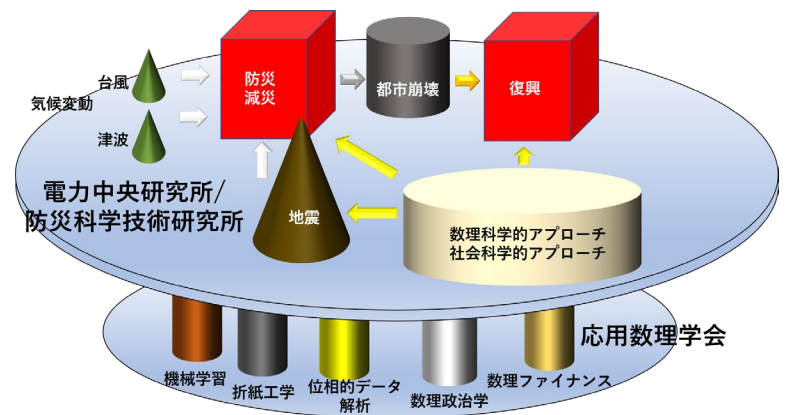 台風
気候変動
津波
防災
減災
都市崩壊
復興
電力中央研究所/
防災科学技術研究所
地震
数理科学的アプローチ
社会科学的アプローチ
応用数理学会
機械学習
折紙工学
位相的データ
解析
数理政治学
数理ファイナンス